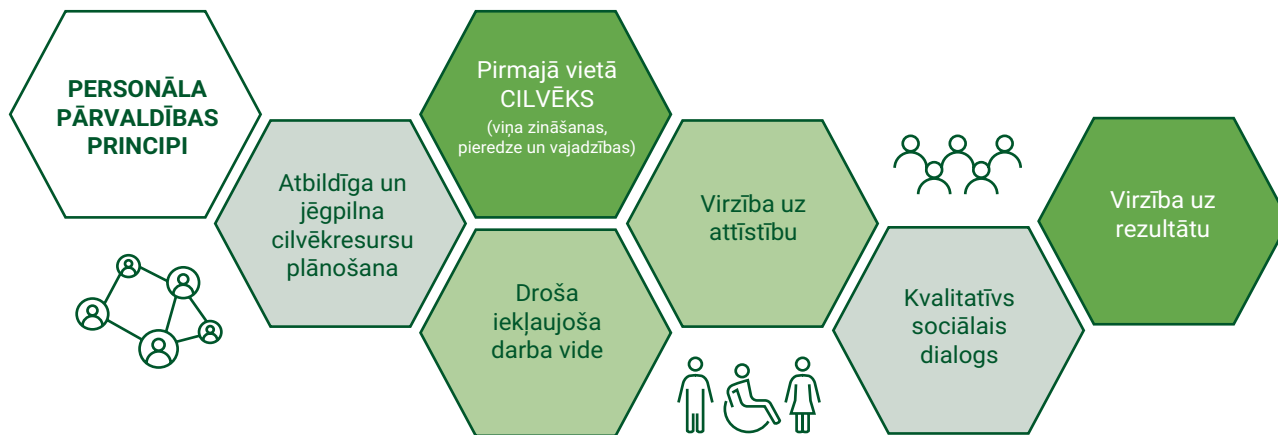 PERSONĀLA
PĀRVALDĪBAS
PRINCIPI
Atbildīga un
jēgpilna
cilvēkresursu
plānošana
Pirmajā vietā
CILVĒKS
(viņa zināšanas,
pieredze un vajadzības)
Droša
iekļaujoša
darba vide
Virzība uz
attīstību
Kvalitatīvs
sociālais
dialogs
Virzība uz
rezultātu